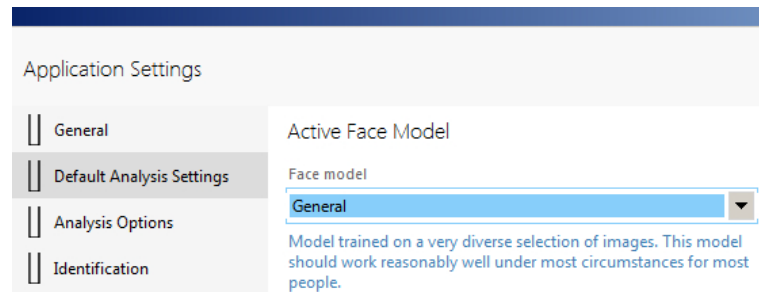 Application Settings
General
Default Analysis Settings
Analysis Options
Identification
Active Face Model
Face model
General
Model trained on a very diverse selection of images. This model
should work reasonably well under most circumstances for most
people.